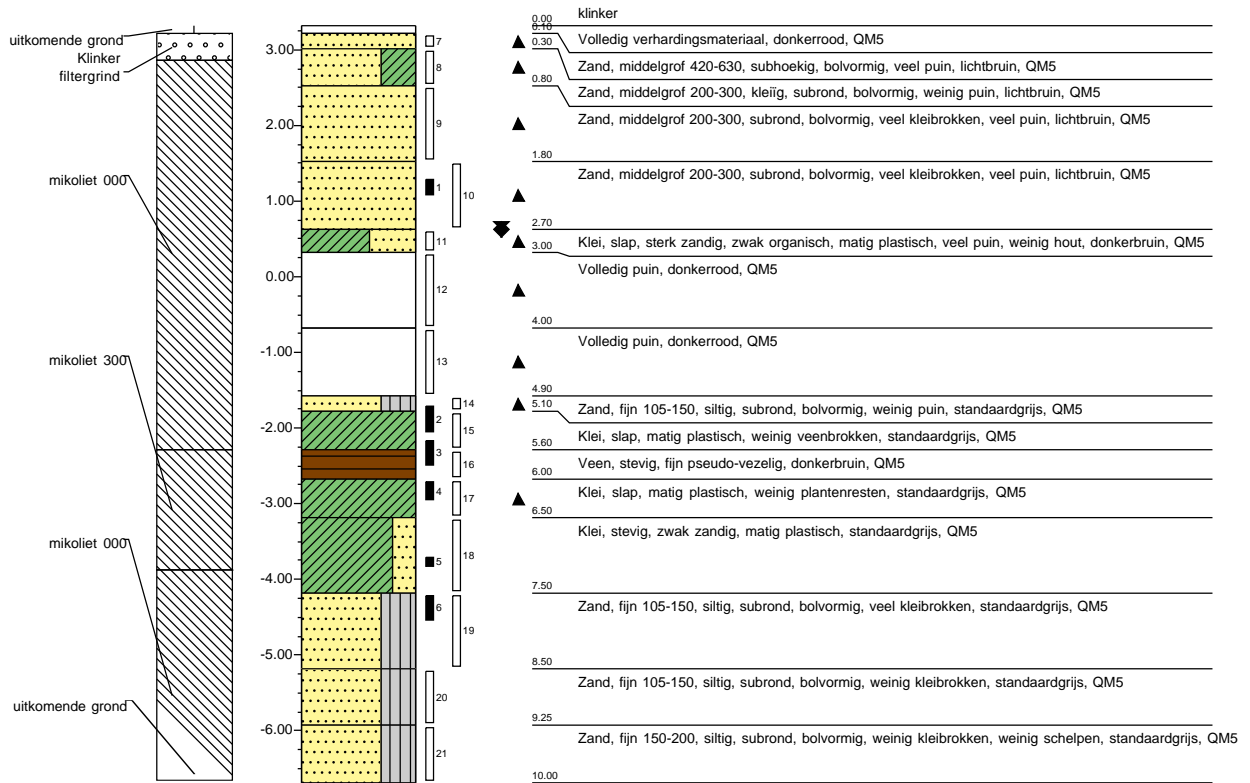 uitkomende grond
Klinker
filtergrind
mikoliet 000
mikoliet 300
mikoliet 000
uitkomende grond
3.00
2.00
1.00
0.00
-1.00
-2.00
-3.00
-4.00
-5.00
-6.00
7
8
9
1
10
11
12
13
14
2
15
3
16
4
17
18
5
6
19
20
21
klinker
0.00
0.10
Volledig verhardingsmateriaal, donkerrood, QM5
0.30
Zand, middelgrof 420-630, subhoekig, bolvormig, veel puin, lichtbruin, QM5
0.80
Zand, middelgrof 200-300, kleiïg, subrond, bolvormig, weinig puin, lichtbruin, QM5
Zand, middelgrof 200-300, subrond, bolvormig, veel kleibrokken, veel puin, lichtbruin, QM5
1.80
Zand, middelgrof 200-300, subrond, bolvormig, veel kleibrokken, veel puin, lichtbruin, QM5
2.70
Klei, slap, sterk zandig, zwak organisch, matig plastisch, veel puin, weinig hout, donkerbruin, QM5
3.00
Volledig puin, donkerrood, QM5
4.00
Volledig puin, donkerrood, QM5
4.90
Zand, fijn 105-150, siltig, subrond, bolvormig, weinig puin, standaardgrijs, QM5
5.10
Klei, slap, matig plastisch, weinig veenbrokken, standaardgrijs, QM5
5.60
Veen, stevig, fijn pseudo-vezelig, donkerbruin, QM5
6.00
Klei, slap, matig plastisch, weinig plantenresten, standaardgrijs, QM5
6.50
Klei, stevig, zwak zandig, matig plastisch, standaardgrijs, QM5
7.50
Zand, fijn 105-150, siltig, subrond, bolvormig, veel kleibrokken, standaardgrijs, QM5
8.50
Zand, fijn 105-150, siltig, subrond, bolvormig, weinig kleibrokken, standaardgrijs, QM5
9.25
Zand, fijn 150-200, siltig, subrond, bolvormig, weinig kleibrokken, weinig schelpen, standaardgrijs, QM5
10.00